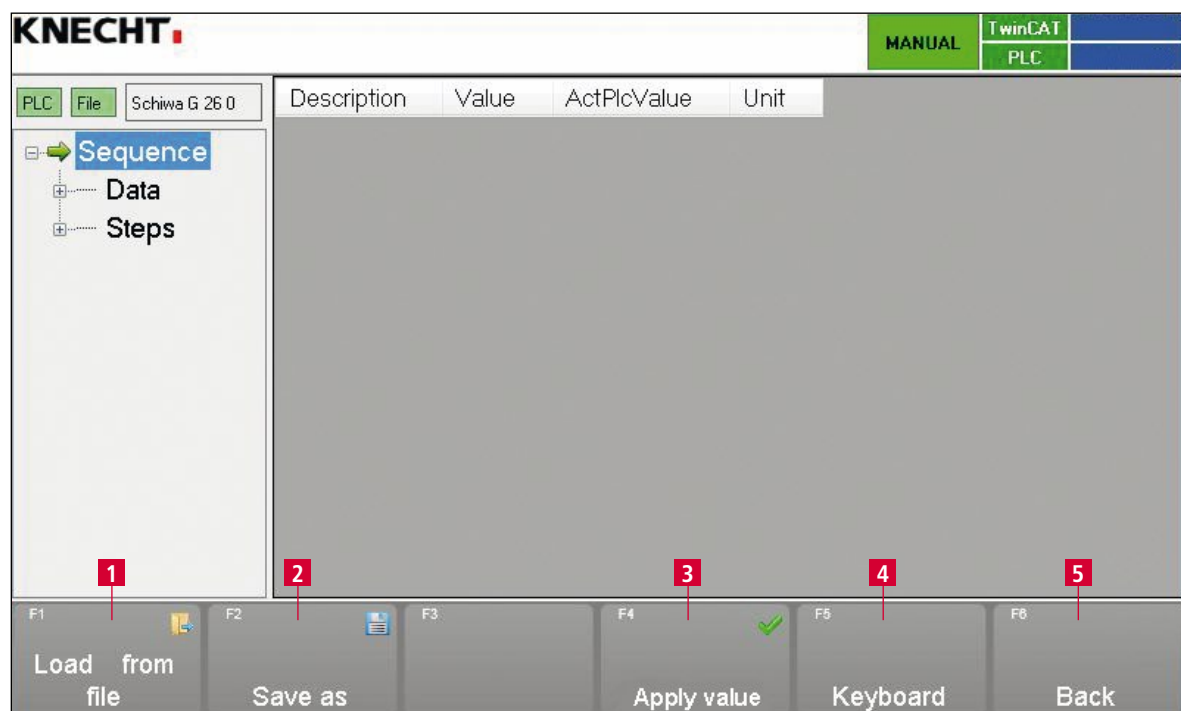 KNECHT
MANUAL
TwinCAT
PLC
PLC File Schiwa G 26 0
Description Value ActPlcValue Unit
Sequence
Data
Steps
1 2 3 4 5
F1 F2 F3 F4 F5 F6
Load from
file
Save as
Apply value
Keyboard
Back